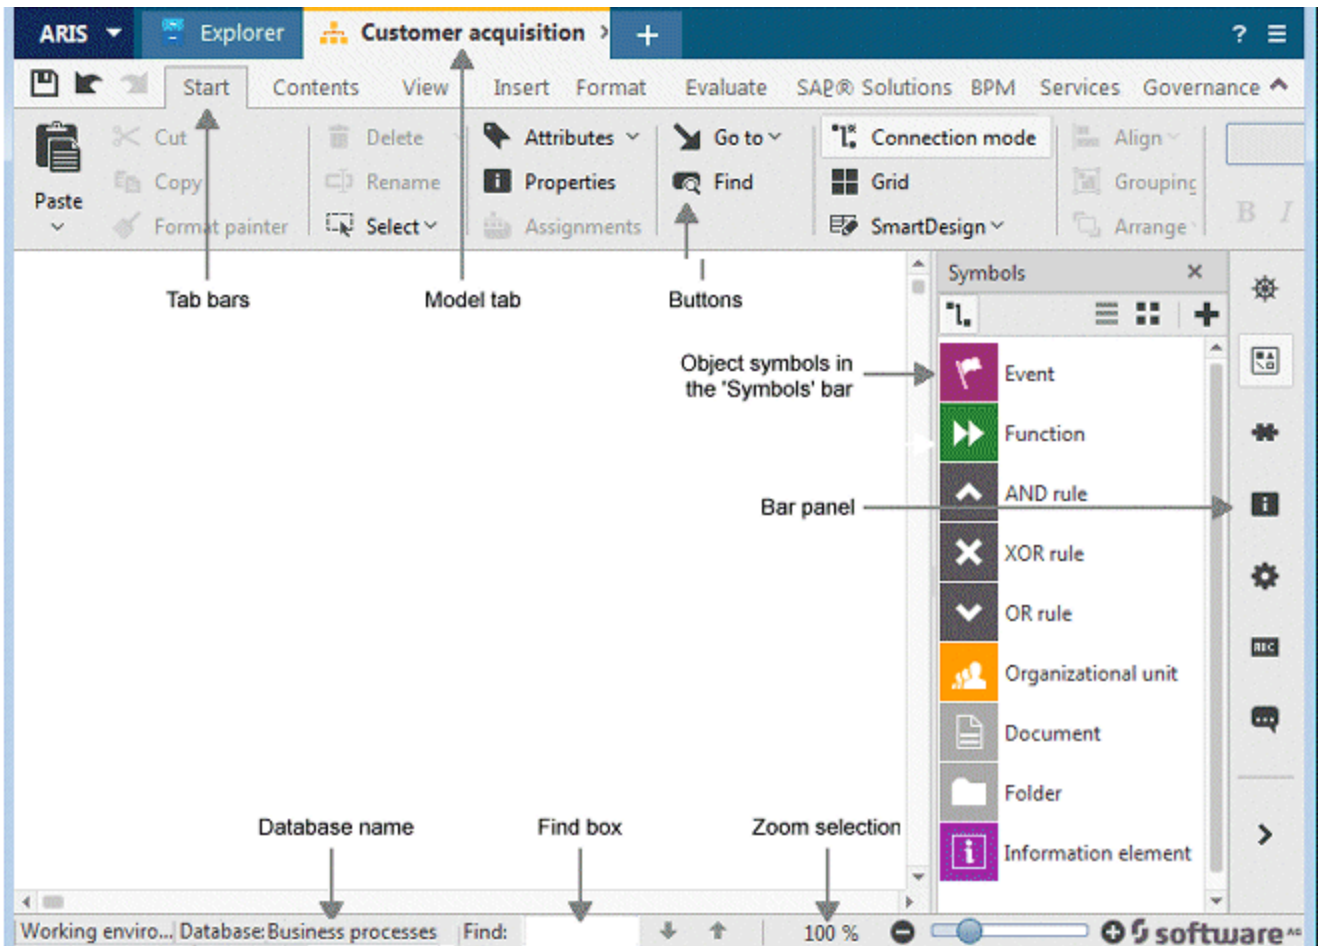 ARIS Explorer Customer acquisition > + ?
Start Contents View Insert Format Evaluate SAP® Solutions BPM Services Governance
Cut Delete Attributes Go to Connection mode Align
Paste Copy Rename Properties Find Grid Grouping
Format painter Select Assignments SmartDesign Arrange B I
Tab bars Model tab Buttons Symbols ×
Object symbols in
the 'Symbols' bar
Event
Function
Bar panel AND rule
XOR rule
OR rule
Organizational unit
Document
Folder
Database name Find box Zoom selection
Information element
Working enviro... Database: Business processes Find: 100 % software AG